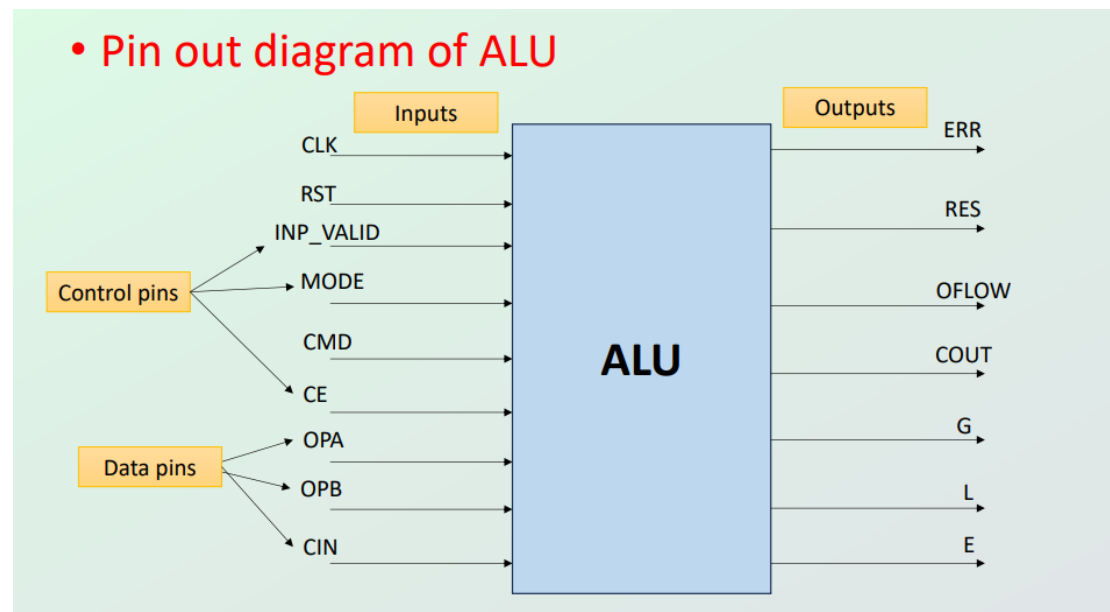 • Pin out diagram of ALU
Inputs
Outputs
CLK
ERR
RST
RES
INP_VALID
Control pins
MODE
OFLOW
CMD
COUT
ALU
CE
OPA
G
Data pins
OPB
L
CIN
E